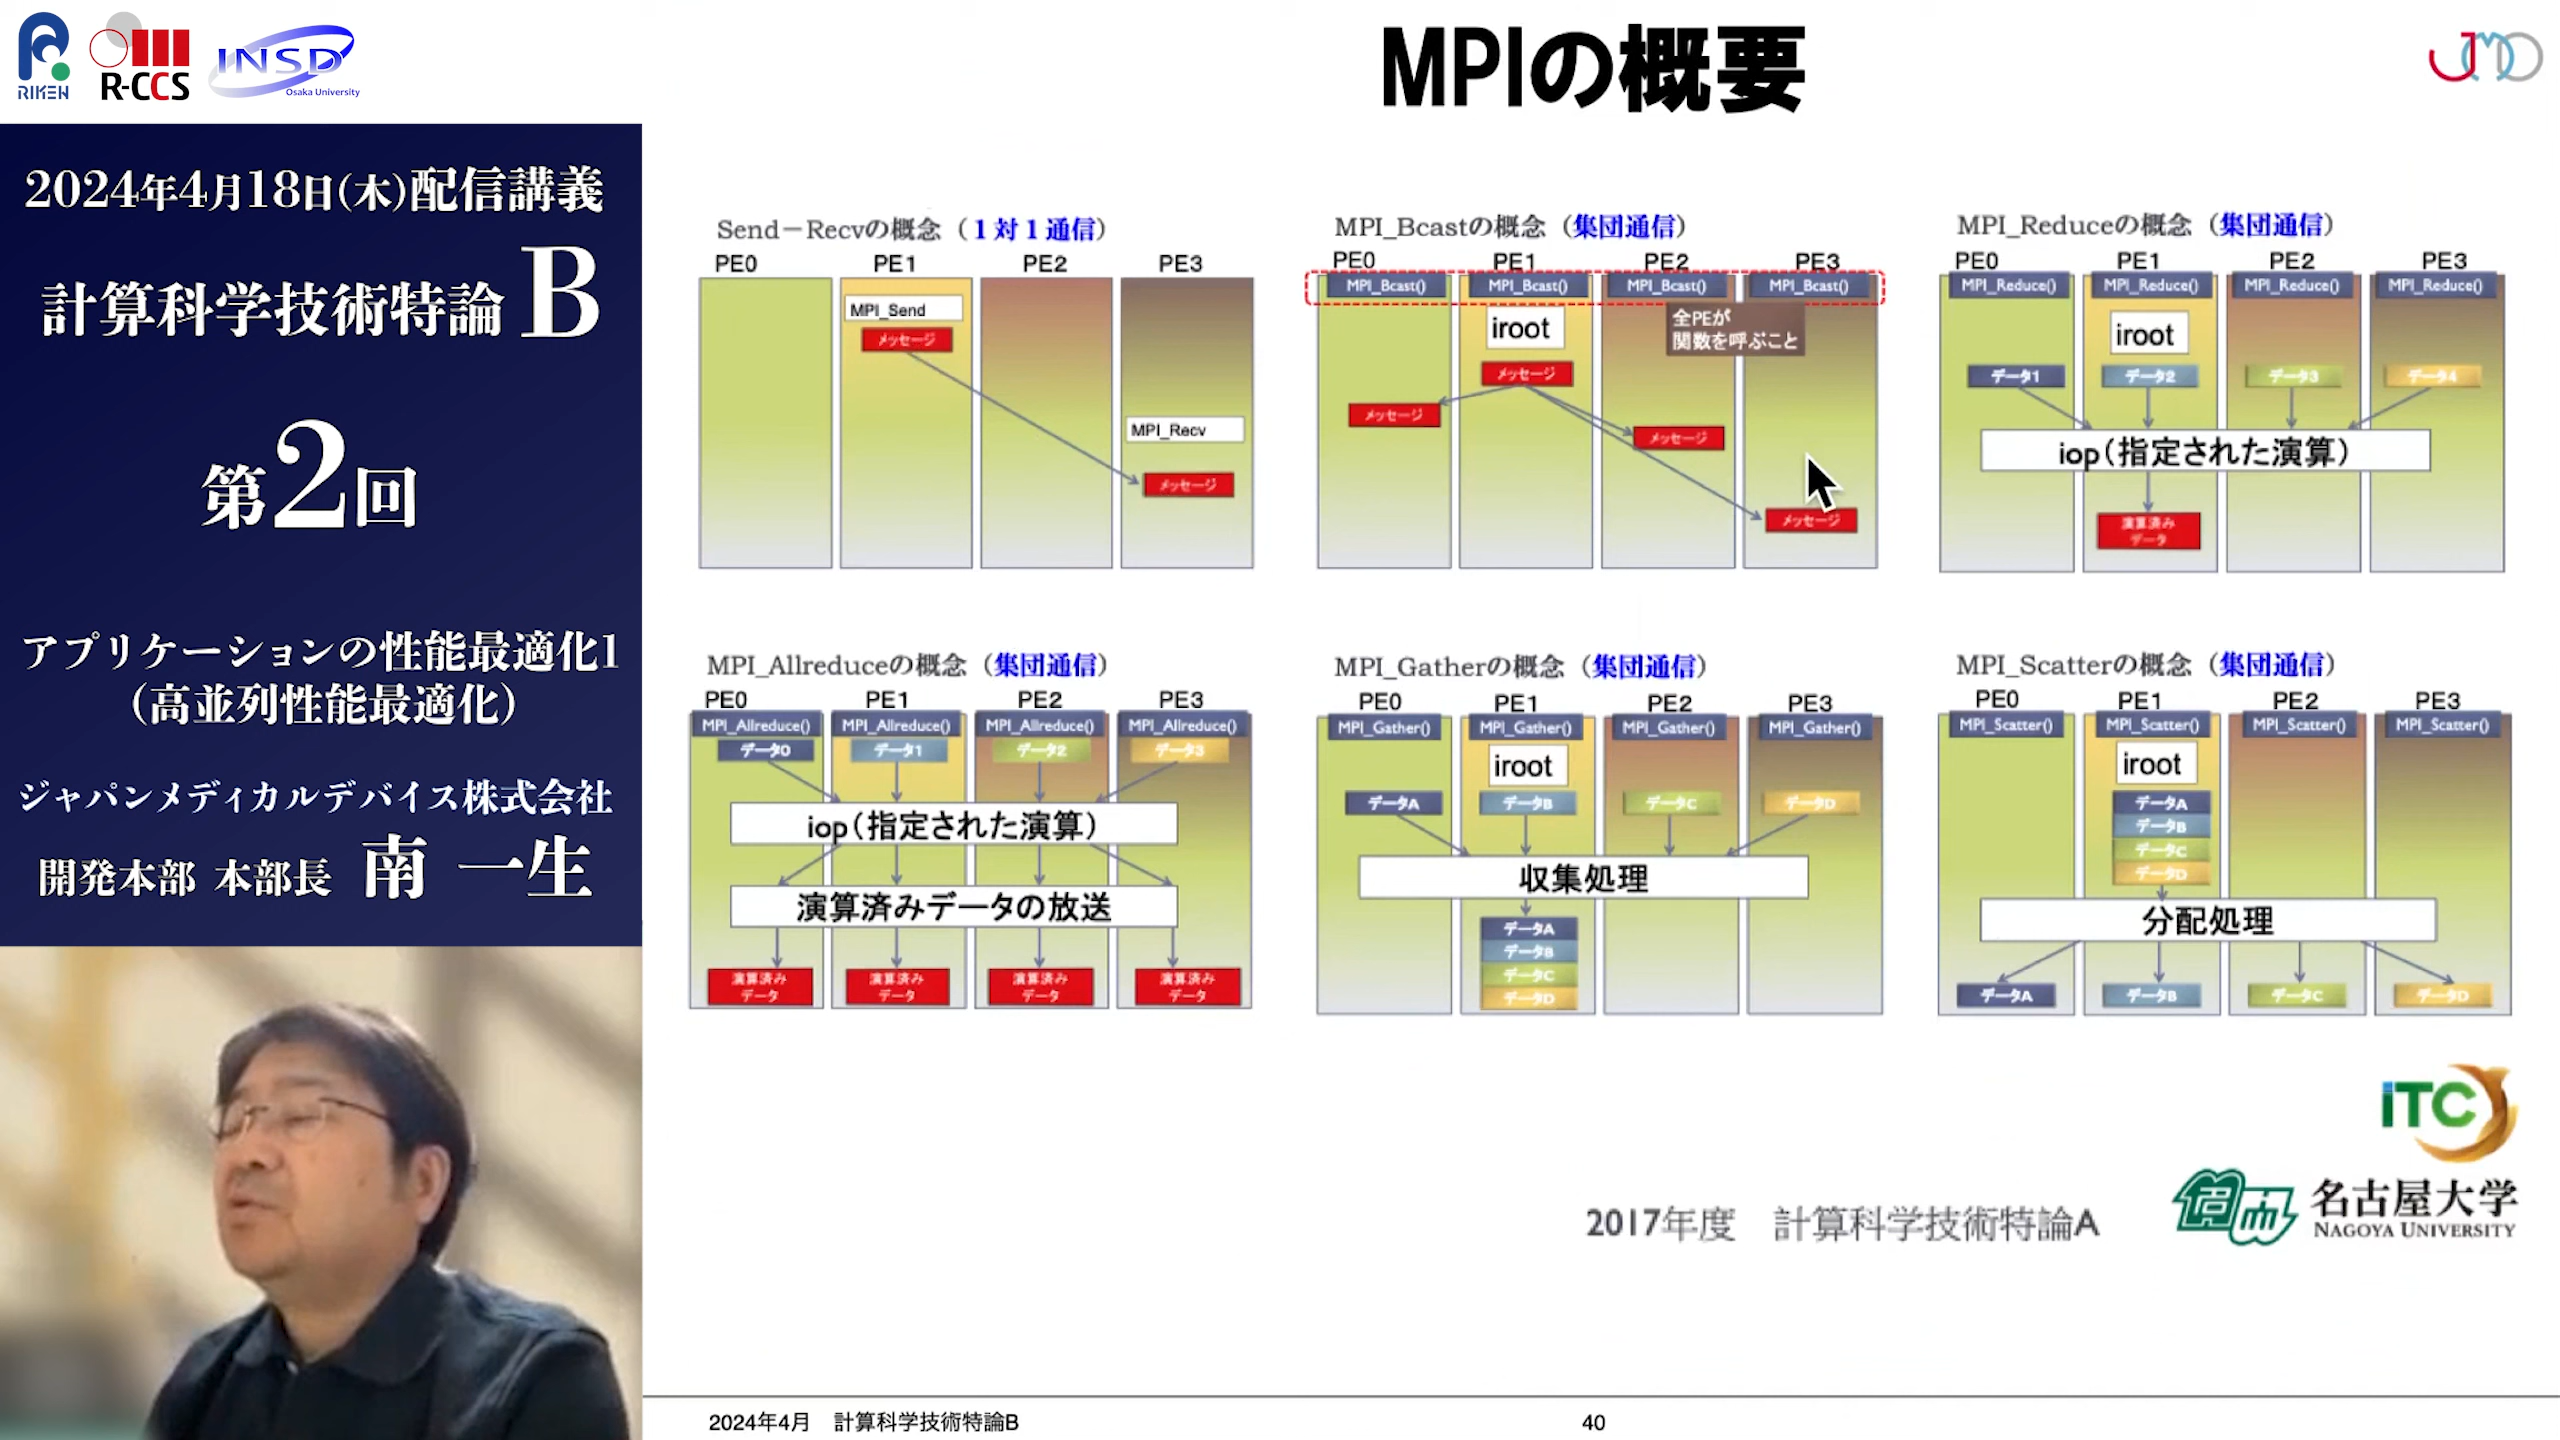 RIKEN
R-CCS
INSD
Osaka University
2024年4月18日(木)配信講義
計算科学技術特論 B
第2回
アプリケーションの性能最適化1
(高並列性能最適化)
ジャパンメディカルデバイス株式会社
開発本部 本部長 南 一生
MPIの概要
JMD
Send−Recvの概念（1対1通信）
PE0 PE1 PE2 PE3
MPI_Send
メッセージ
MPI_Recv
メッセージ
MPI_Bcastの概念（集団通信）
PE0 PE1 PE2 PE3
MPI_Bcast() MPI_Bcast() MPI_Bcast() MPI_Bcast()
iroot
全PEが
関数を呼ぶこと
メッセージ
メッセージ
メッセージ
メッセージ
MPI_Reduceの概念（集団通信）
PE0 PE1 PE2 PE3
MPI_Reduce() MPI_Reduce() MPI_Reduce() MPI_Reduce()
iroot
データ1 データ2 データ3 データ4
iop（指定された演算）
演算済み
データ
MPI_Allreduceの概念（集団通信）
PE0 PE1 PE2 PE3
MPI_Allreduce() MPI_Allreduce() MPI_Allreduce() MPI_Allreduce()
データ0 データ1 データ2 データ3
iop（指定された演算）
演算済みデータの放送
演算済み 演算済み 演算済み 演算済み
データ データ データ データ
MPI_Gatherの概念（集団通信）
PE0 PE1 PE2 PE3
MPI_Gather() MPI_Gather() MPI_Gather() MPI_Gather()
iroot
データA データB データC データD
収集処理
データA
データB
データC
データD
MPI_Scatterの概念（集団通信）
PE0 PE1 PE2 PE3
MPI_Scatter() MPI_Scatter() MPI_Scatter() MPI_Scatter()
iroot
データA
データB
データC
データD
分配処理
データA データB データC データD
iTC
2017年度 計算科学技術特論A
名古屋大学
NAGOYA UNIVERSITY
2024年4月 計算科学技術特論B
40